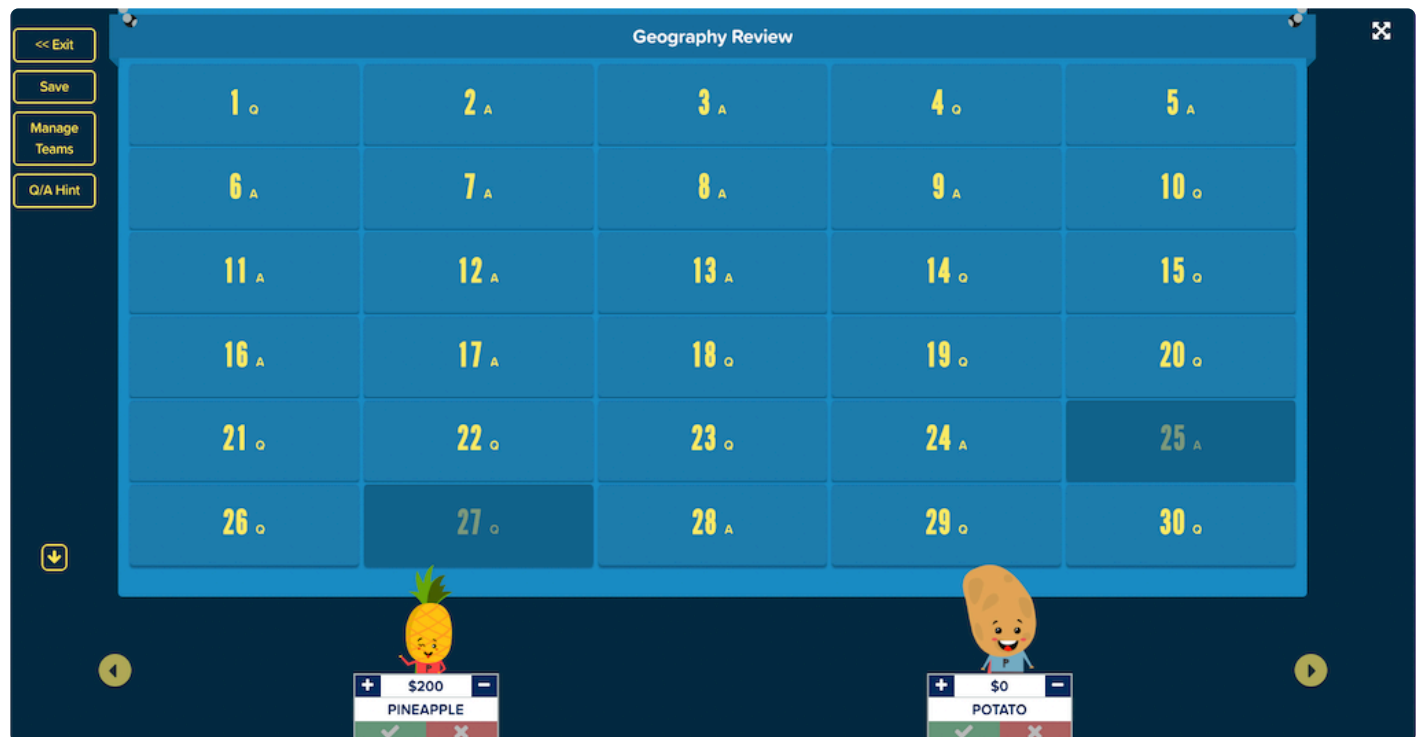 Geography Review
<< Exit
Save
Manage
Teams
Q/A Hint
1 Q 2 A 3 A 4 Q 5 A
6 A 7 A 8 A 9 A 10 Q
11 A 12 A 13 A 14 Q 15 Q
16 A 17 A 18 Q 19 Q 20 Q
21 Q 22 Q 23 Q 24 A 25 A
26 Q 27 Q 28 A 29 Q 30 Q
P
P
+ $200 −
PINEAPPLE
+ $0 −
POTATO